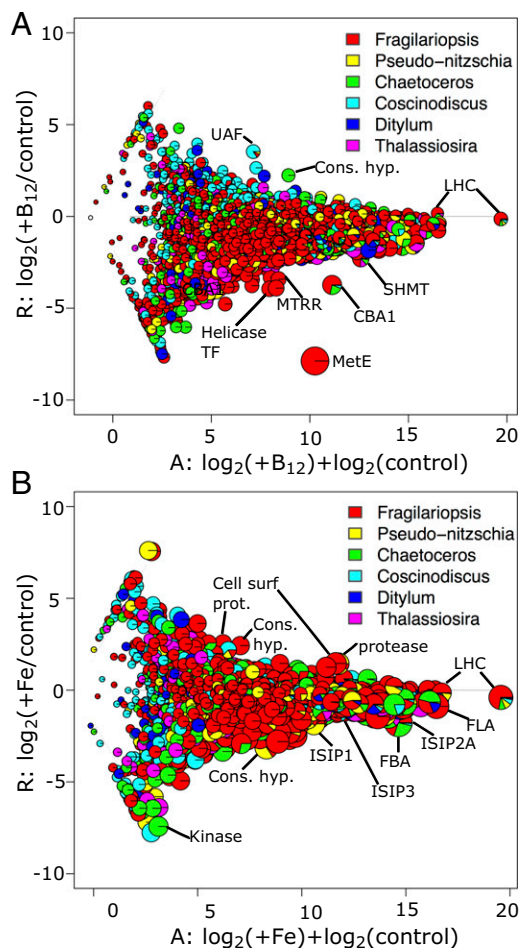 A
10
5
0
-5
-10
R: log2(+B12/control)
Fragilariopsis
Pseudo-nitzschia
Chaetoceros
Coscinodiscus
Ditylum
Thalassiosira
UAF
Cons. hyp.
LHC
SHMT
MTRR
CBA1
Helicase
TF
MetE
0 5 10 15 20
A: log2(+B12)+log2(control)
B
10
5
0
-5
-10
R: log2(+Fe/control)
Fragilariopsis
Pseudo-nitzschia
Chaetoceros
Coscinodiscus
Ditylum
Thalassiosira
Cell surf
prot.
Cons.
hyp.
protease
LHC
FLA
ISIP2A
FBA
ISIP1
ISIP3
Cons. hyp.
Kinase
0 5 10 15 20
A: log2(+Fe)+log2(control)